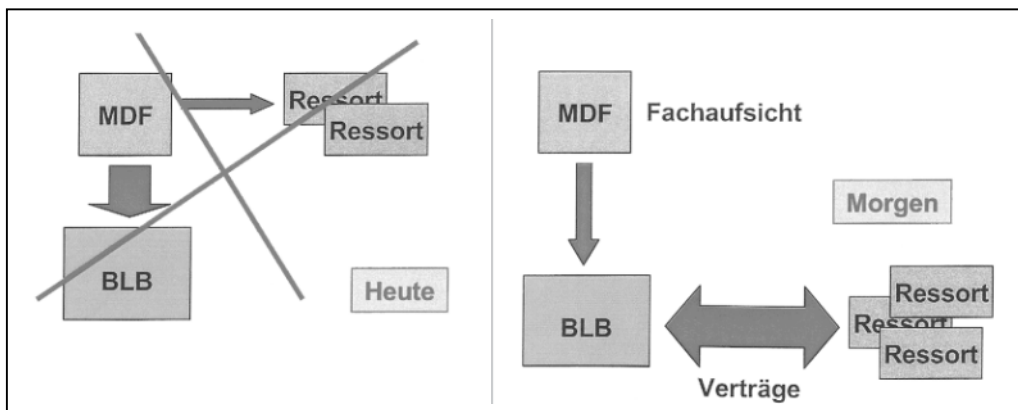 MDF
Ressort
Ressort
BLB
Heute
MDF
Fachaufsicht
Morgen
BLB
Verträge
Ressort
Ressort
Ressort